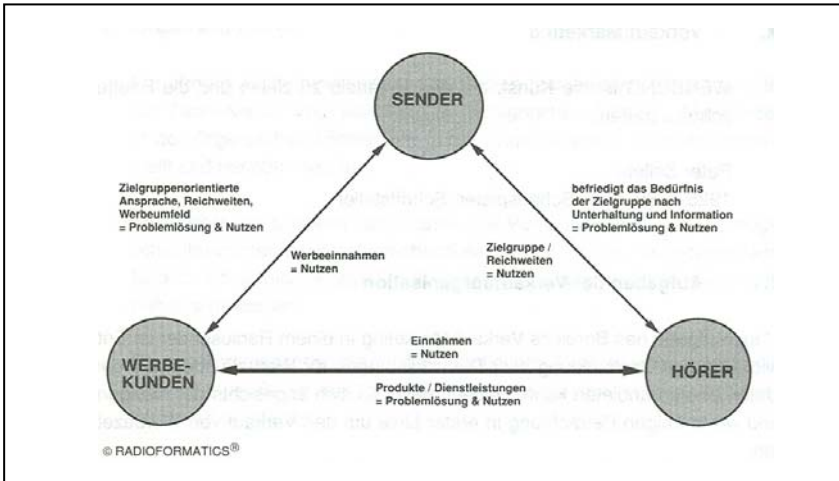 SENDER
Zielgruppenorientierte
Ansprache, Reichweiten,
Werbeumfeld
= Problemlösung & Nutzen
befriedigt das Bedürfnis
der Zielgruppe nach
Unterhaltung und Information
= Problemlösung & Nutzen
Werbeeinnahmen
= Nutzen
Zielgruppe /
Reichweiten
= Nutzen
WERBE-
KUNDEN
Einnahmen
= Nutzen
Produkte / Dienstleistungen
= Problemlösung & Nutzen
HÖRER
© RADIOFORMATICS®